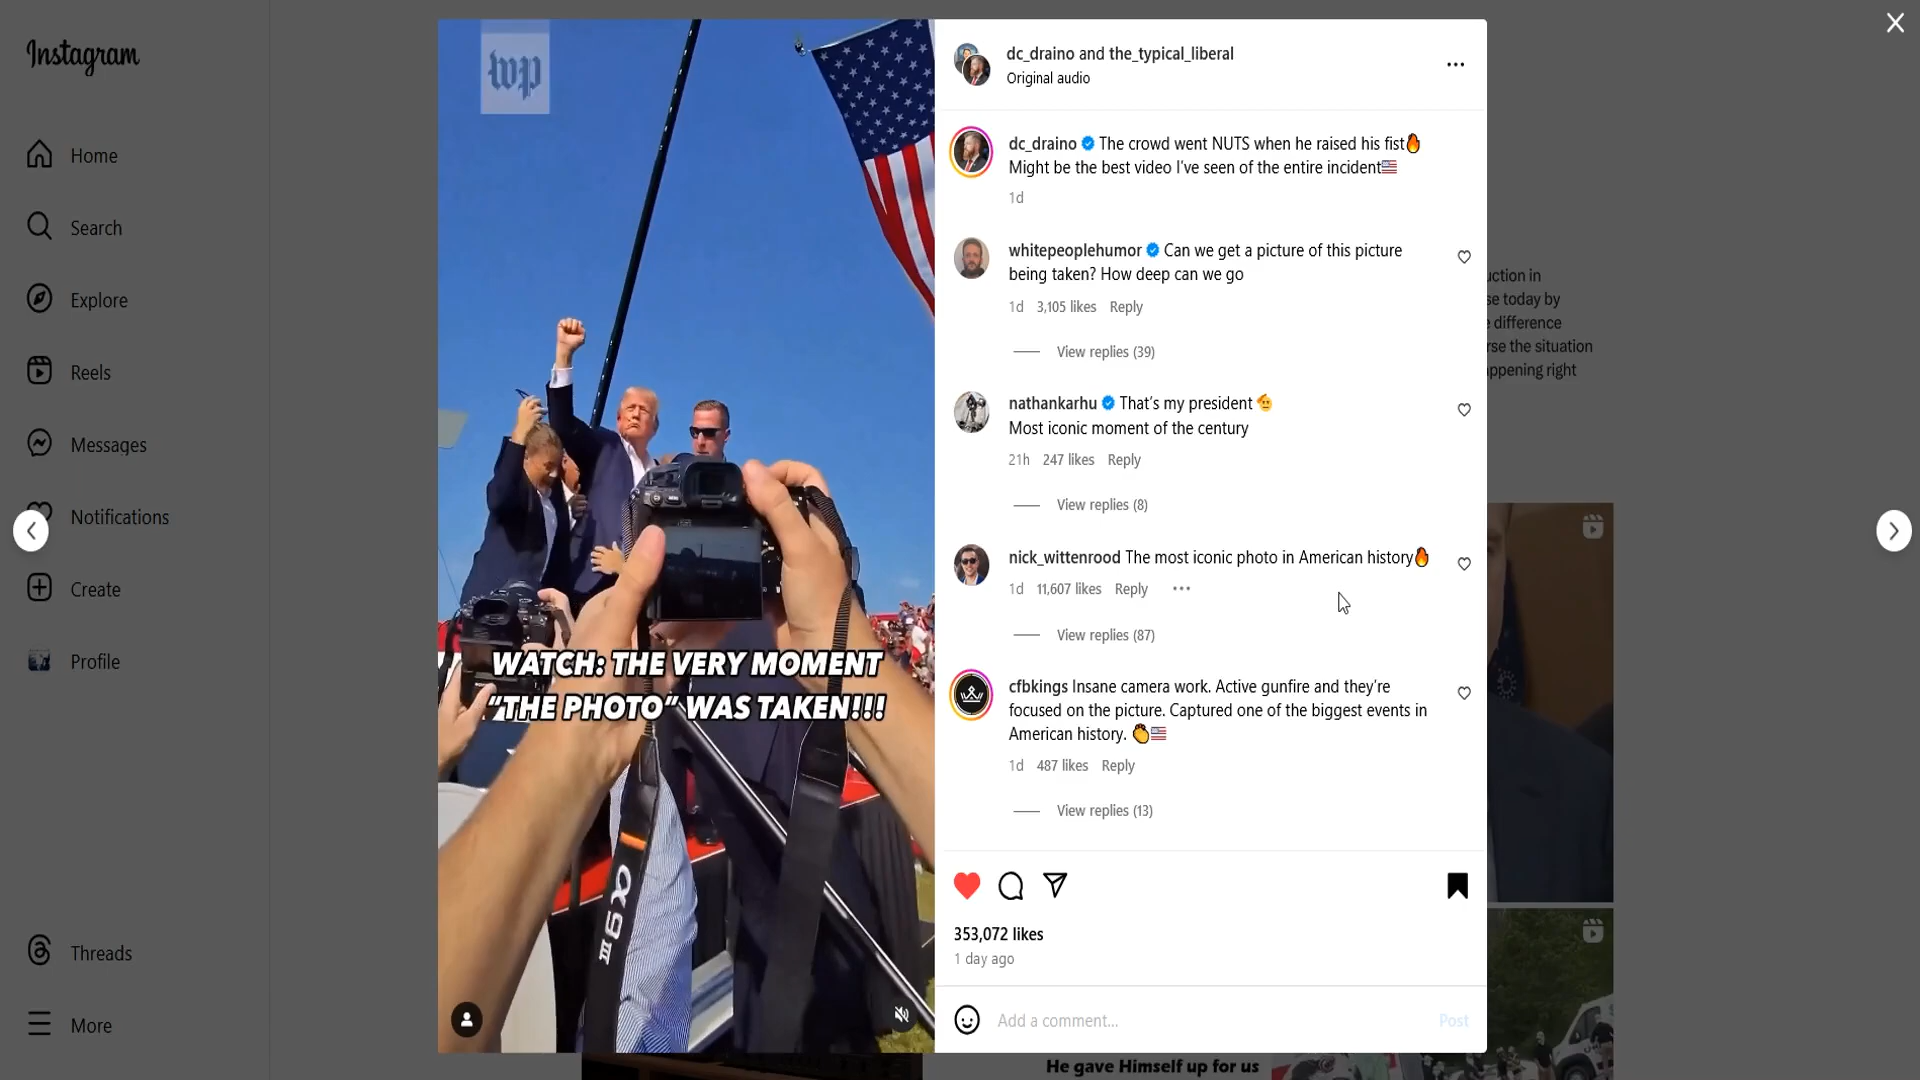 Instagram
Home
Search
Explore
Reels
Messages
Notifications
Create
Profile
Threads
More
wp
WATCH: THE VERY MOMENT
"THE PHOTO" WAS TAKEN!!!
α9 III
dc_draino and the_typical_liberal
Original audio
dc_draino The crowd went NUTS when he raised his fist🔥
Might be the best video I've seen of the entire incident🇺🇸
1d
whitepeoplehumor Can we get a picture of this picture
being taken? How deep can we go
1d 3,105 likes Reply
View replies (39)
nathankarhu That's my president 🫡
Most iconic moment of the century
21h 247 likes Reply
View replies (8)
nick_wittenrood The most iconic photo in American history🔥
1d 11,607 likes Reply
View replies (87)
cfbkings Insane camera work. Active gunfire and they're
focused on the picture. Captured one of the biggest events in
American history. 👏🇺🇸
1d 487 likes Reply
View replies (13)
353,072 likes
1 day ago
Add a comment... Post
uction in
se today by
e difference
rse the situation
appening right
He gave Himself up for us